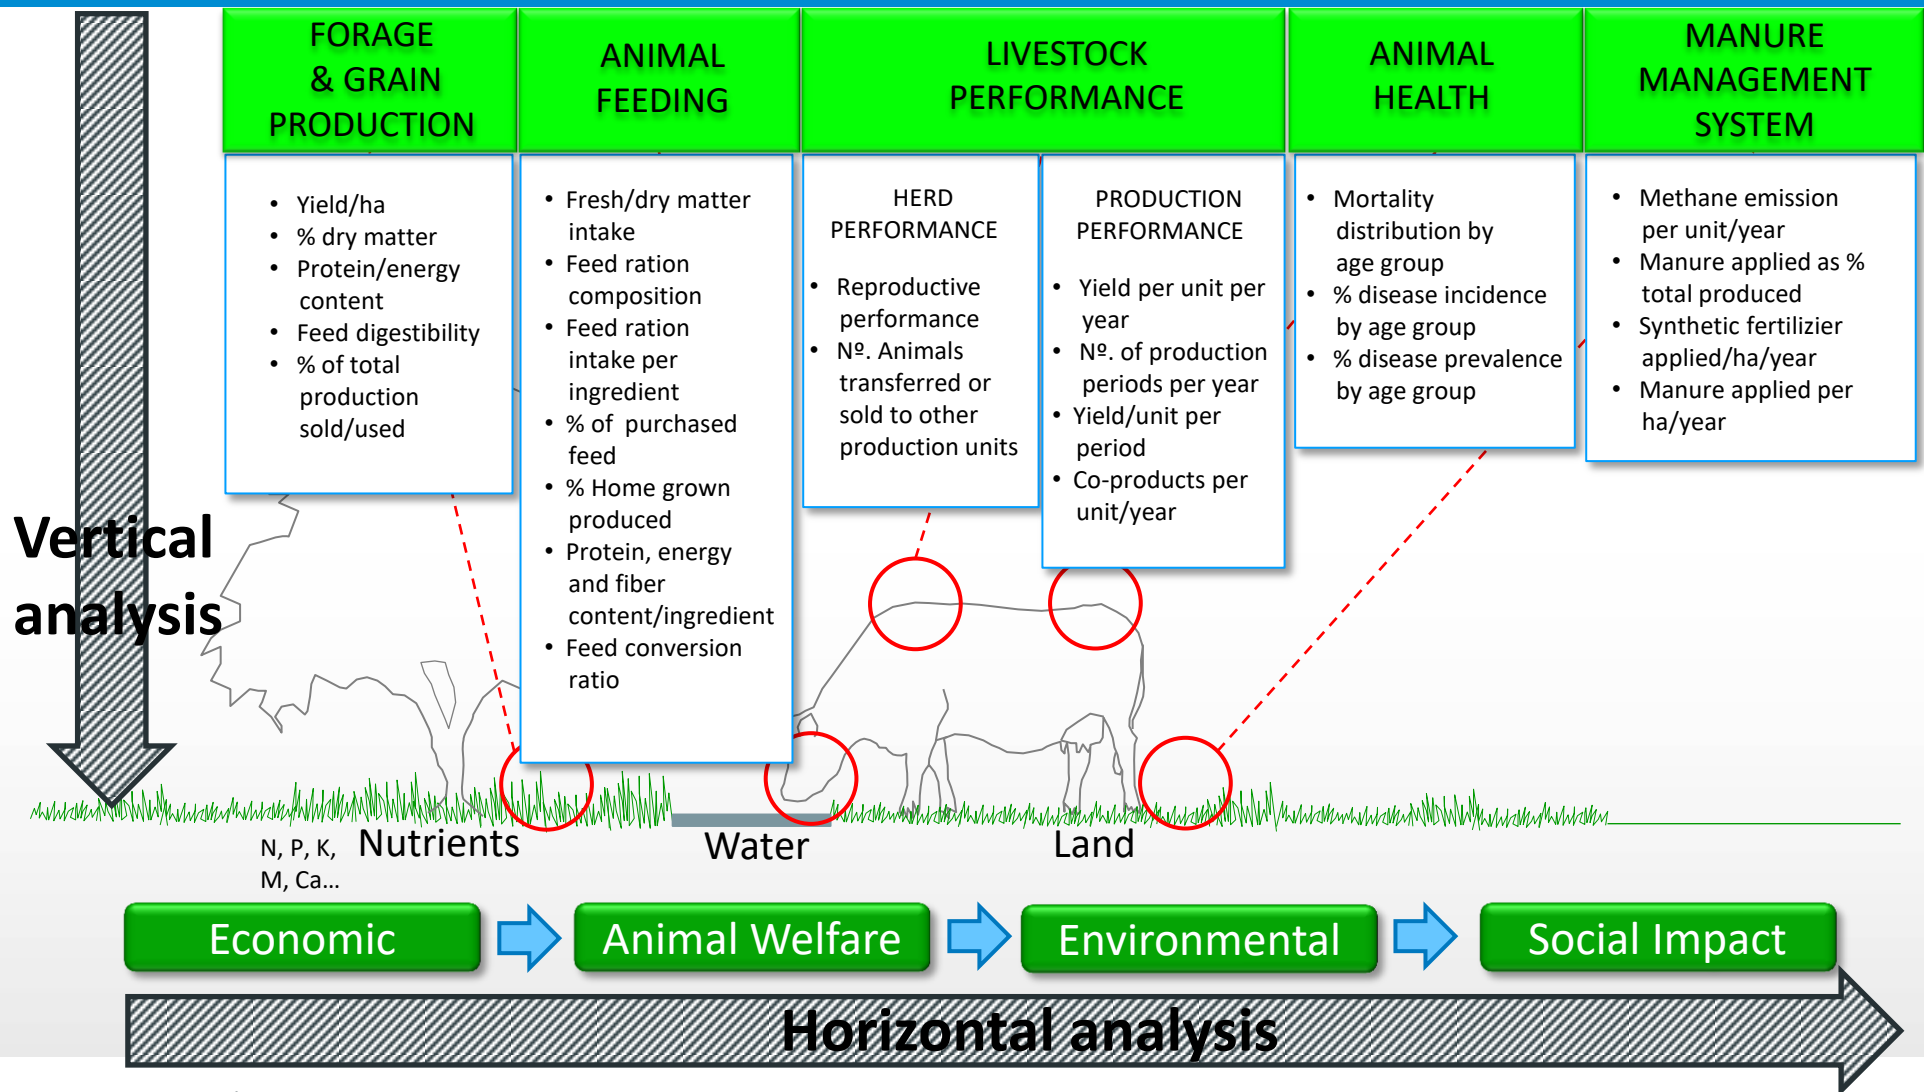 FORAGE
& GRAIN
PRODUCTION
• Yield/ha
• % dry matter
• Protein/energy
content
• Feed digestibility
• % of total
production
sold/used
ANIMAL
FEEDING
• Fresh/dry matter
intake
• Feed ration
composition
• Feed ration
intake per
ingredient
• % of purchased
feed
• % Home grown
produced
• Protein, energy
and fiber
content/ingredient
• Feed conversion
ratio
LIVESTOCK
PERFORMANCE
HERD
PERFORMANCE
• Reproductive
performance
• Nº. Animals
transferred or
sold to other
production units
PRODUCTION
PERFORMANCE
• Yield per unit per
year
• Nº. of production
periods per year
• Yield/unit per
period
• Co-products per
unit/year
ANIMAL
HEALTH
• Mortality
distribution by
age group
• % disease incidence
by age group
• % disease prevalence
by age group
MANURE
MANAGEMENT
SYSTEM
• Methane emission
per unit/year
• Manure applied as %
total produced
• Synthetic fertilizier
applied/ha/year
• Manure applied per
ha/year
Vertical
analysis
N, P, K,
M, Ca...
Nutrients
Water
Land
Economic
Animal Welfare
Environmental
Social Impact
Horizontal analysis